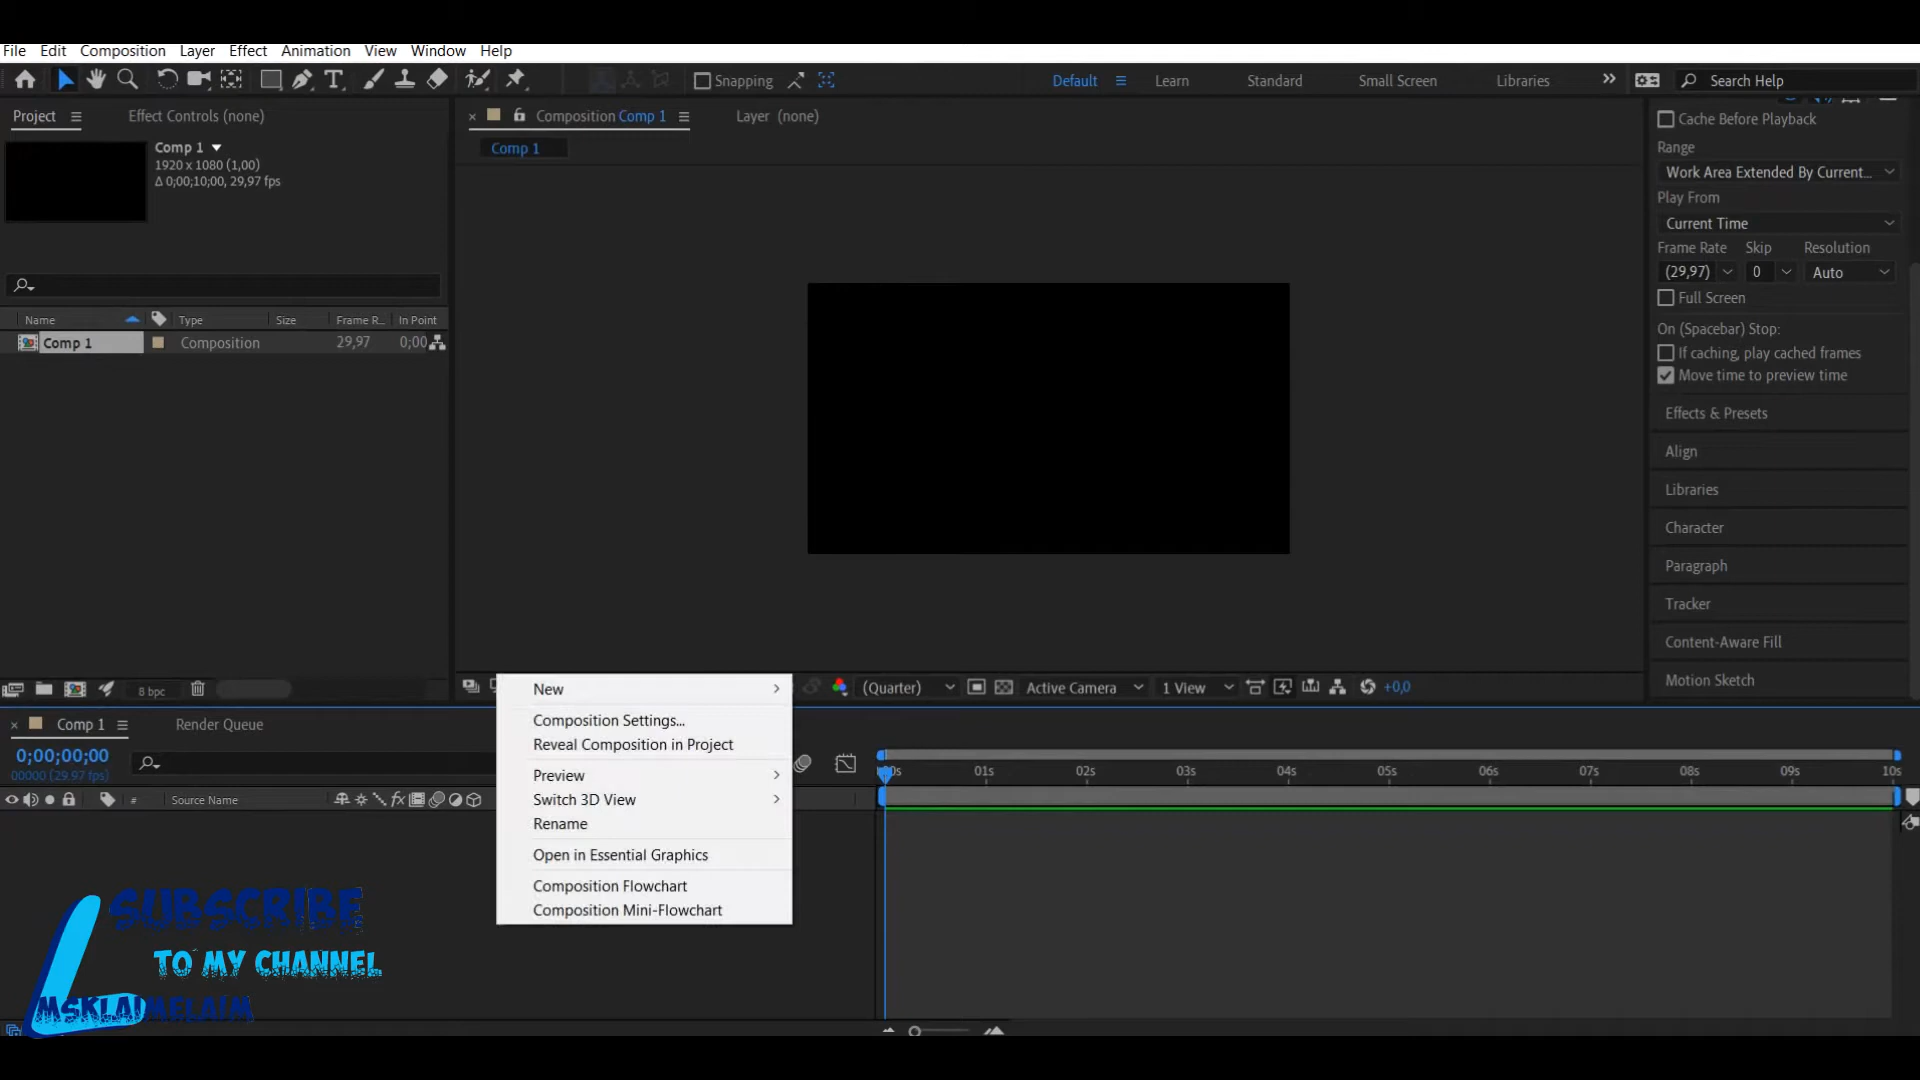 File Edit Composition Layer Effect Animation View Window Help
Snapping
Default Learn Standard Small Screen Libraries Search Help
Project Effect Controls (none)
Composition Comp 1 Layer (none)
Comp 1
Comp 1
1920 x 1080 (1,00)
Δ 0;00;10;00, 29,97 fps
Name Type Size Frame R... In Point
Comp 1 Composition 29,97 0;00
8 bpc
Cache Before Playback
Range
Work Area Extended By Current...
Play From
Current Time
Frame Rate Skip Resolution
(29,97) 0 Auto
Full Screen
On (Spacebar) Stop:
If caching, play cached frames
Move time to preview time
Effects & Presets
Align
Libraries
Character
Paragraph
Tracker
Content-Aware Fill
Motion Sketch
(Quarter) Active Camera 1 View +0,0
New
Composition Settings...
Reveal Composition in Project
Preview
Switch 3D View
Rename
Open in Essential Graphics
Composition Flowchart
Composition Mini-Flowchart
Comp 1 Render Queue
0;00;00;00
00000 (29.97 fps)
# Source Name
01s 02s 03s 04s 05s 06s 07s 08s 09s 10s
SUBSCRIBE
TO MY CHANNEL